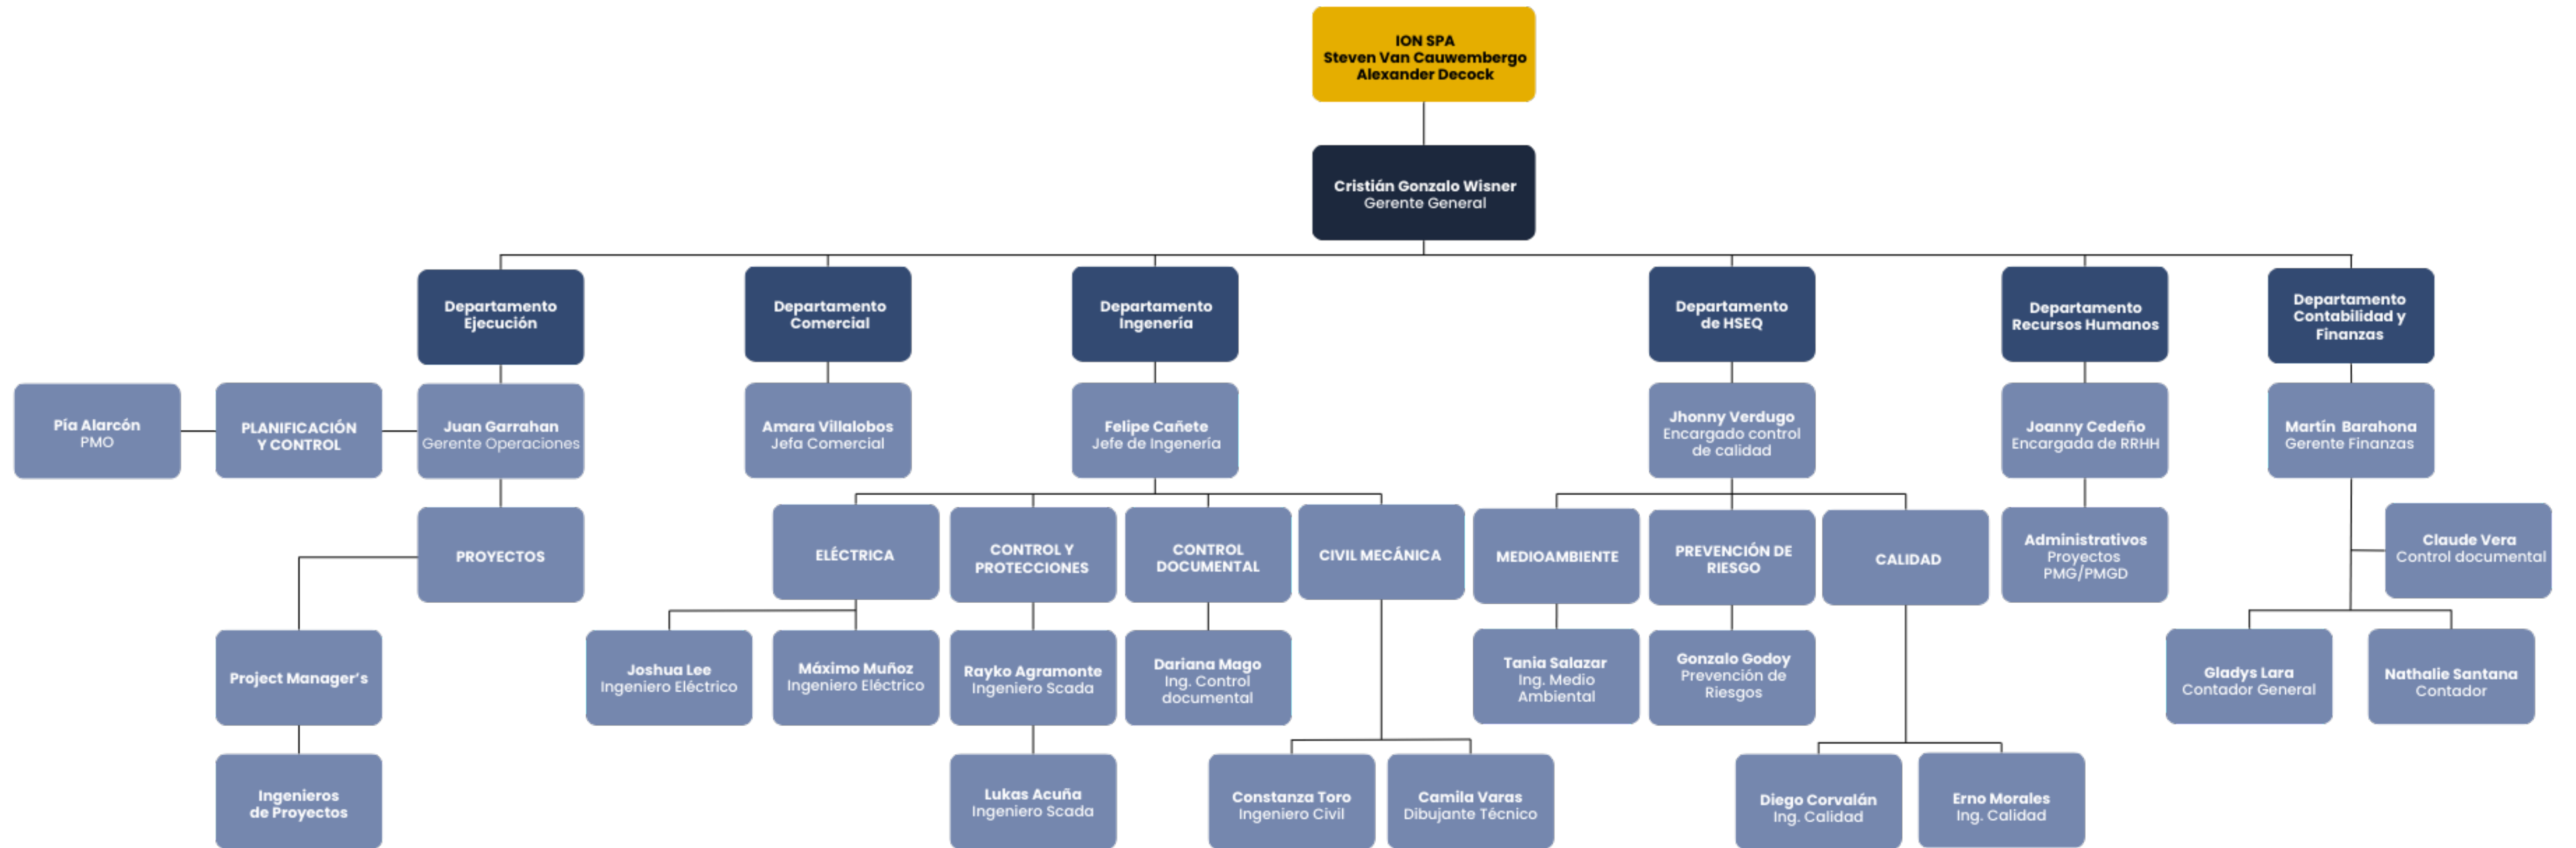 ION SPA
Steven Van Cauwembergo
Alexander Decock
Cristián Gonzalo Wisner
Gerente General
Departamento
Ejecución
Departamento
Comercial
Departamento
Ingenería
Departamento
de HSEQ
Departamento
Recursos Humanos
Departamento
Contabilidad y
Finanzas
Pía Alarcón
PMO
PLANIFICACIÓN
Y CONTROL
Juan Garrahan
Gerente Operaciones
Amara Villalobos
Jefa Comercial
Felipe Cañete
Jefe de Ingenería
Jhonny Verdugo
Encargado control
de calidad
Joanny Cedeño
Encargada de RRHH
Martín Barahona
Gerente Finanzas
PROYECTOS
ELÉCTRICA
CONTROL Y
PROTECCIONES
CONTROL
DOCUMENTAL
CIVIL MECÁNICA
MEDIOAMBIENTE
PREVENCIÓN DE
RIESGO
CALIDAD
Administrativos
Proyectos
PMG/PMGD
Claude Vera
Control documental
Project Manager’s
Joshua Lee
Ingeniero Eléctrico
Máximo Muñoz
Ingeniero Eléctrico
Rayko Agramonte
Ingeniero Scada
Dariana Mago
Ing. Control
documental
Tania Salazar
Ing. Medio
Ambiental
Gonzalo Godoy
Prevención de
Riesgos
Gladys Lara
Contador General
Nathalie Santana
Contador
Ingenieros
de Proyectos
Lukas Acuña
Ingeniero Scada
Constanza Toro
Ingeniero Civil
Camila Varas
Dibujante Técnico
Diego Corvalán
Ing. Calidad
Erno Morales
Ing. Calidad